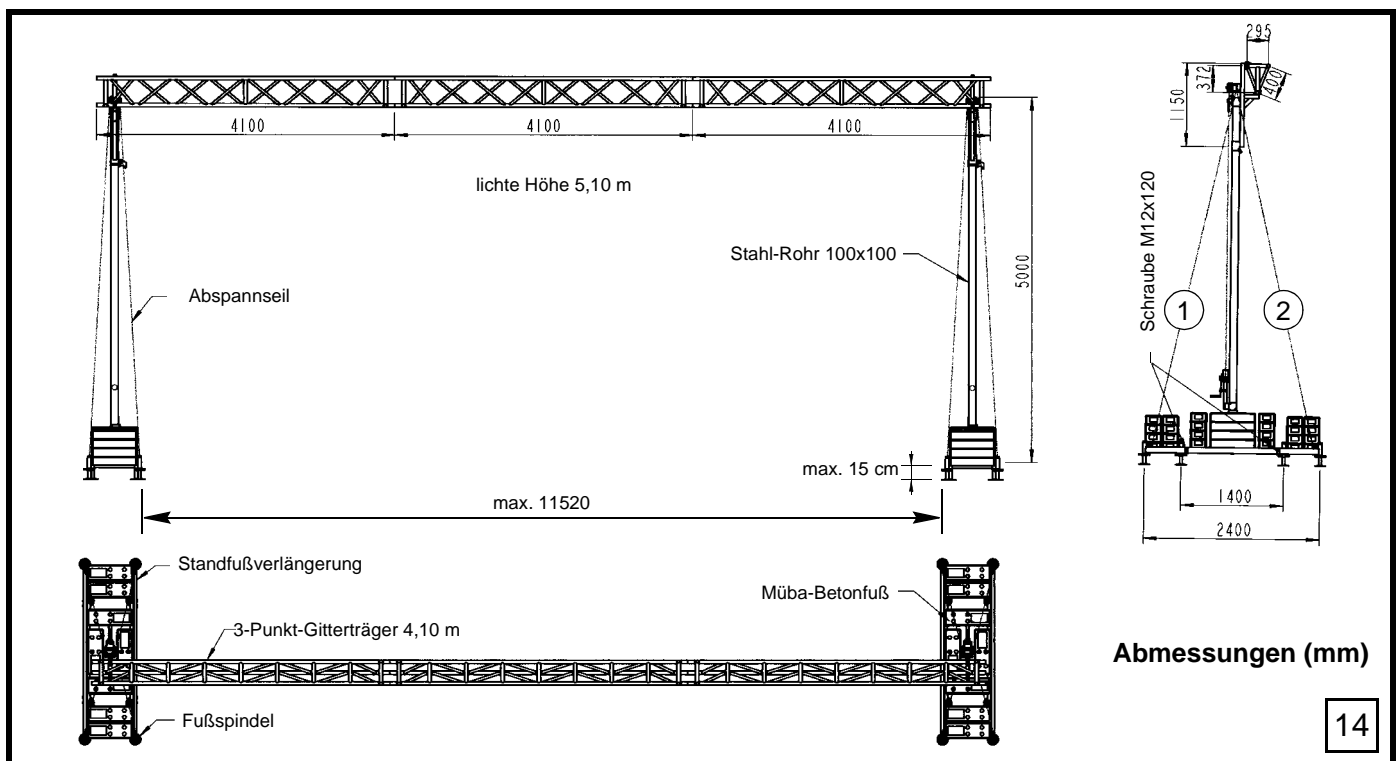 295
372
400
1150
4100
4100
4100
lichte Höhe 5,10 m
Stahl-Rohr 100x100
5000
Abspannseil
Schraube M12x120
1
2
max. 15 cm
max. 11520
1400
2400
Standfußverlängerung
Müba-Betonfuß
3-Punkt-Gitterträger 4,10 m
Fußspindel
Abmessungen (mm)
14